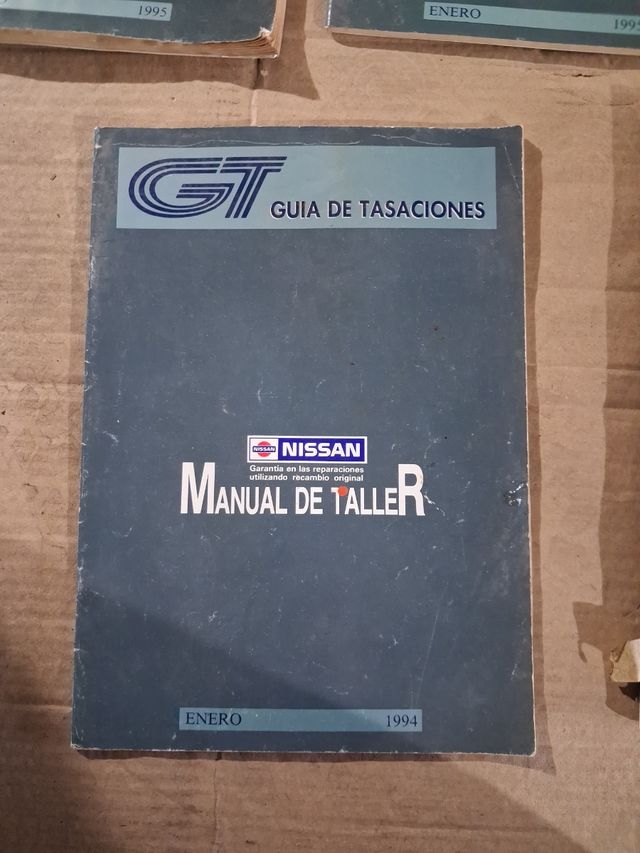 1995
ENERO 1995
GT GUIA DE TASACIONES
NISSAN NISSAN
Garantía en las reparaciones
utilizando recambio original
MANUAL DE TALLER
ENERO 1994